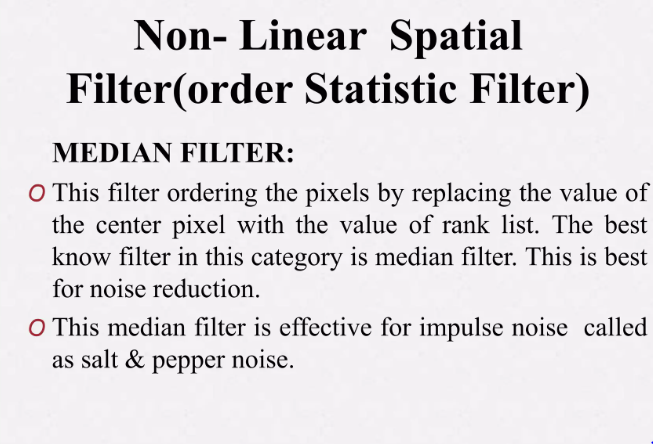 Non- Linear Spatial
Filter(order Statistic Filter)
MEDIAN FILTER:
This filter ordering the pixels by replacing the value of
the center pixel with the value of rank list. The best
know filter in this category is median filter. This is best
for noise reduction.
This median filter is effective for impulse noise called
as salt & pepper noise.